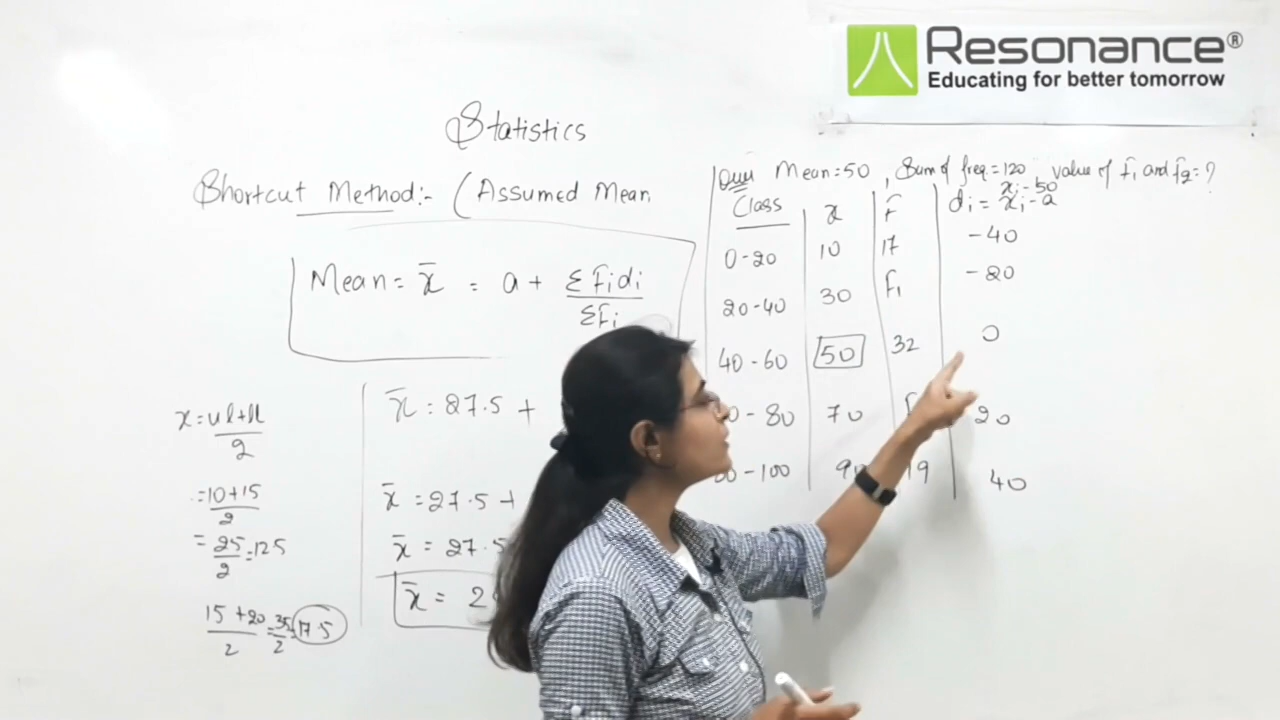 Resonance®
Educating for better tomorrow
Statistics
Shortcut Method:- (Assumed Mean
Mean = x̄ = a + Σfidi / Σfi
x = ul+ll / 2
= 10+15 / 2
= 25 / 2 = 125
15+20 / 2 = 35 / 2 = 17.5
x̄ = 27.5 +
x̄ = 27.5 +
x̄ = 27.5
x̄ = 2
Ques Mean = 50, Sum of freq = 120, value of f₁ and f₂ = ?
xi - 50
Class x f di = xi - a
0-20 10 17 -40
20-40 30 f₁ -20
40-60 50 32 0
0-80 70 20
0-100 90 19 40